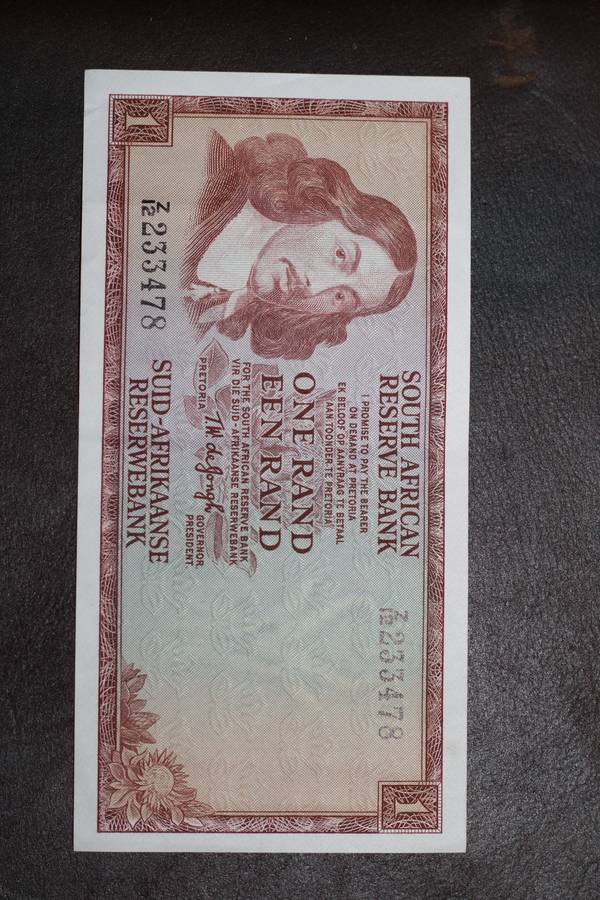 1
SOUTH AFRICAN
RESERVE BANK
I PROMISE TO PAY THE BEARER
ON DEMAND AT PRETORIA
EK BELOOF OP AANVRAAG TE BETAAL
AAN TOONDER TE PRETORIA
ONE RAND
EEN RAND
FOR THE SOUTH AFRICAN RESERVE BANK
VIR DIE SUID-AFRIKAANSE RESERWEBANK
PRETORIA
T.W. de Jongh
GOVERNOR.
PRESIDENT.
SUID-AFRIKAANSE
RESERWEBANK
Z/12 233478
Z/12 233478
1